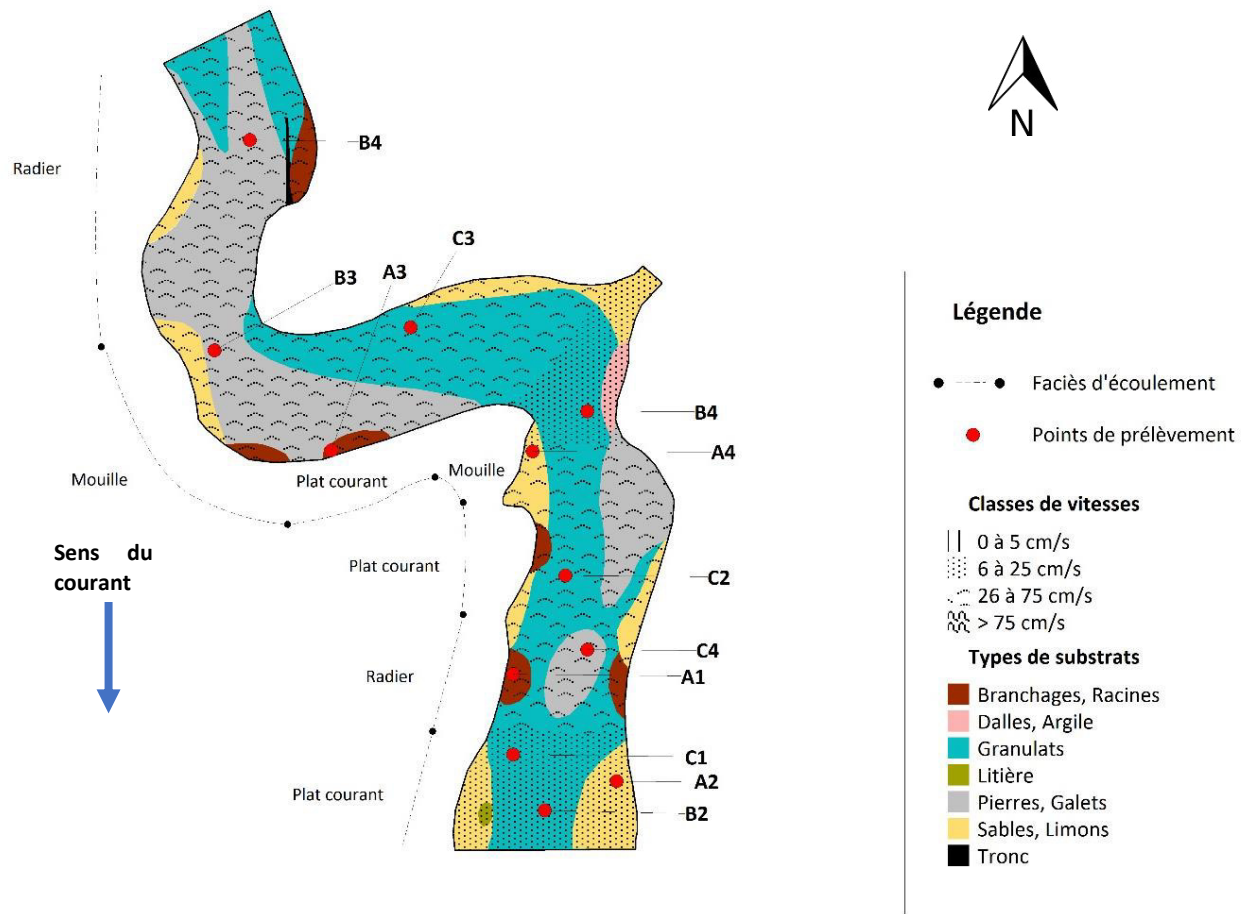 N
B4
Radier
C3
A3
B3
Légende
Faciès d'écoulement
B4
Points de prélèvement
A4
Mouille
Mouille
Plat courant
Classes de vitesses
Sens du
courant
0 à 5 cm/s
6 à 25 cm/s
26 à 75 cm/s
> 75 cm/s
Plat courant
C2
C4
Radier
A1
Types de substrats
Branchages, Racines
Dalles, Argile
Granulats
Litière
Pierres, Galets
Sables, Limons
Tronc
C1
A2
Plat courant
B2